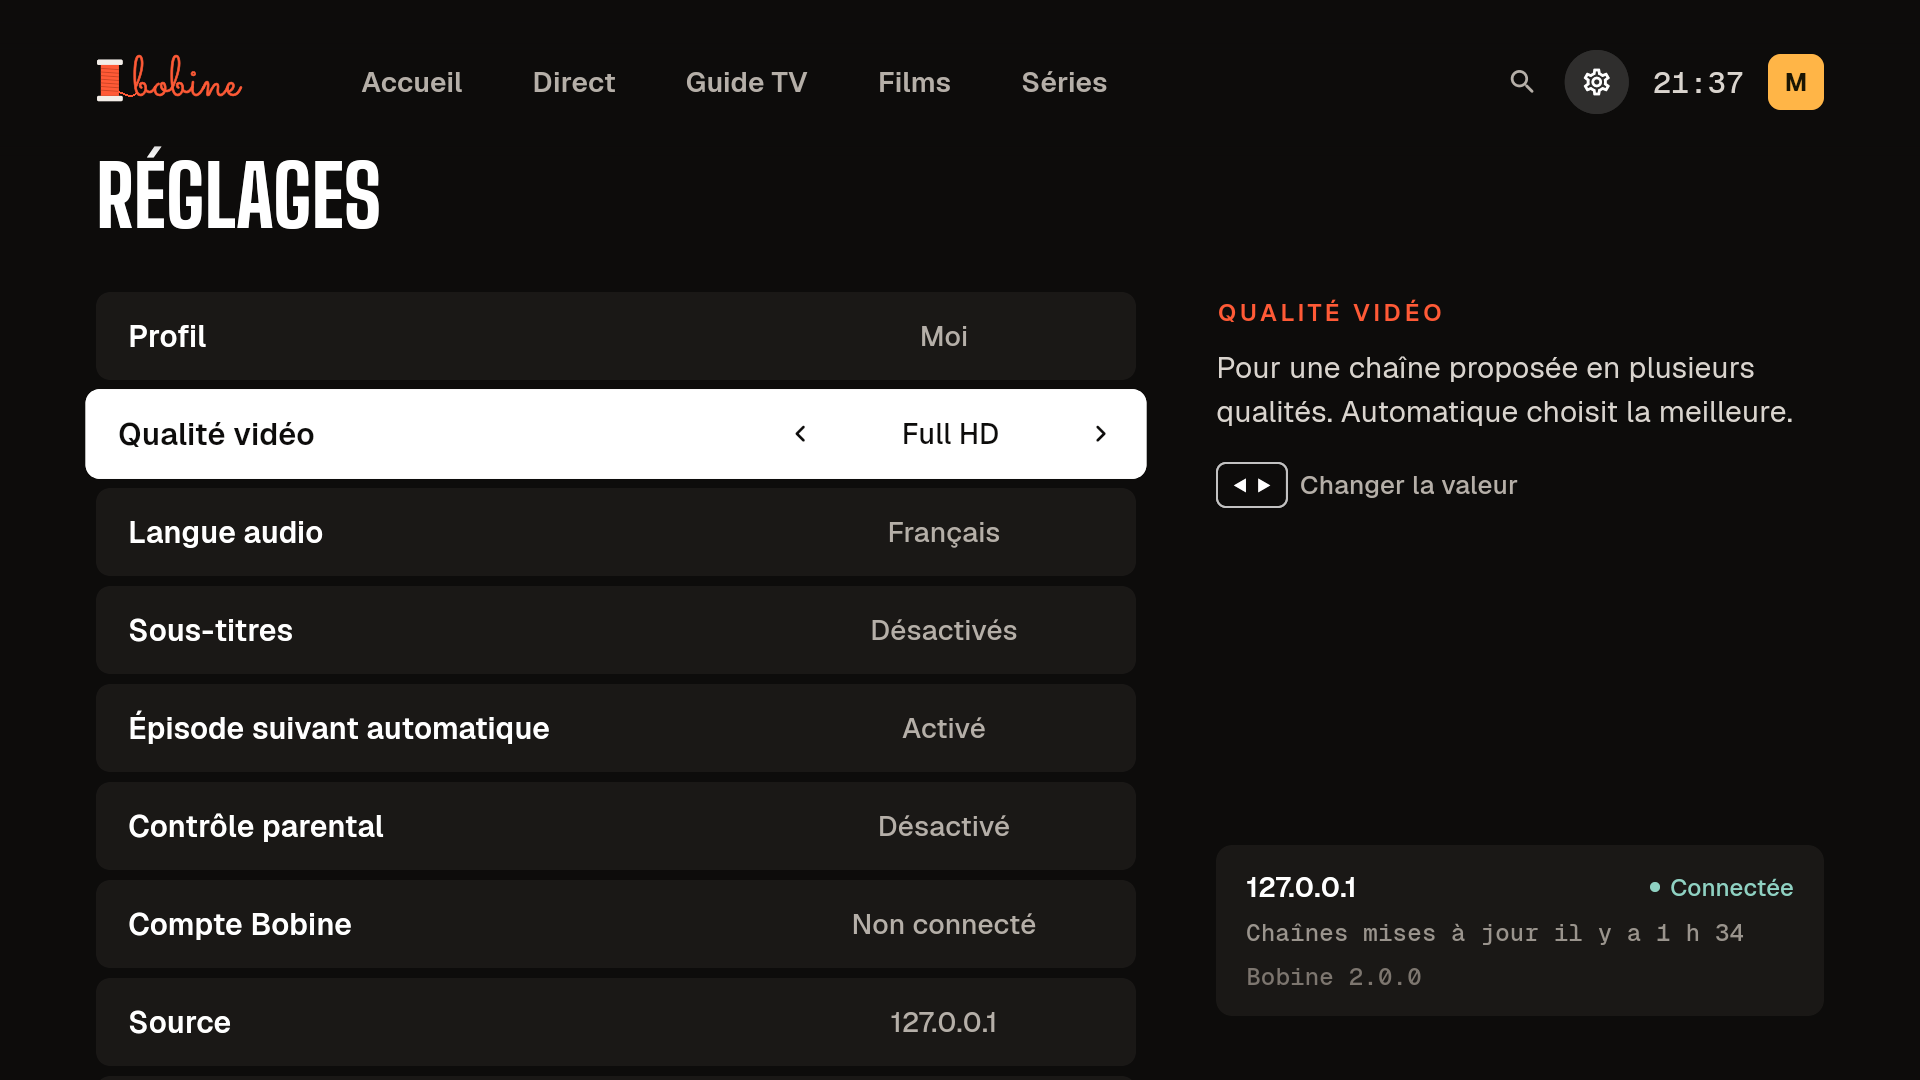 bobine
Accueil
Direct
Guide TV
Films
Séries
21:37
M
RÉGLAGES
Profil
Moi
Qualité vidéo
Full HD
Langue audio
Français
Sous-titres
Désactivés
Épisode suivant automatique
Activé
Contrôle parental
Désactivé
Compte Bobine
Non connecté
Source
127.0.0.1
QUALITÉ VIDÉO
Pour une chaîne proposée en plusieurs
qualités. Automatique choisit la meilleure.
Changer la valeur
127.0.0.1
Connectée
Chaînes mises à jour il y a 1 h 34
Bobine 2.0.0